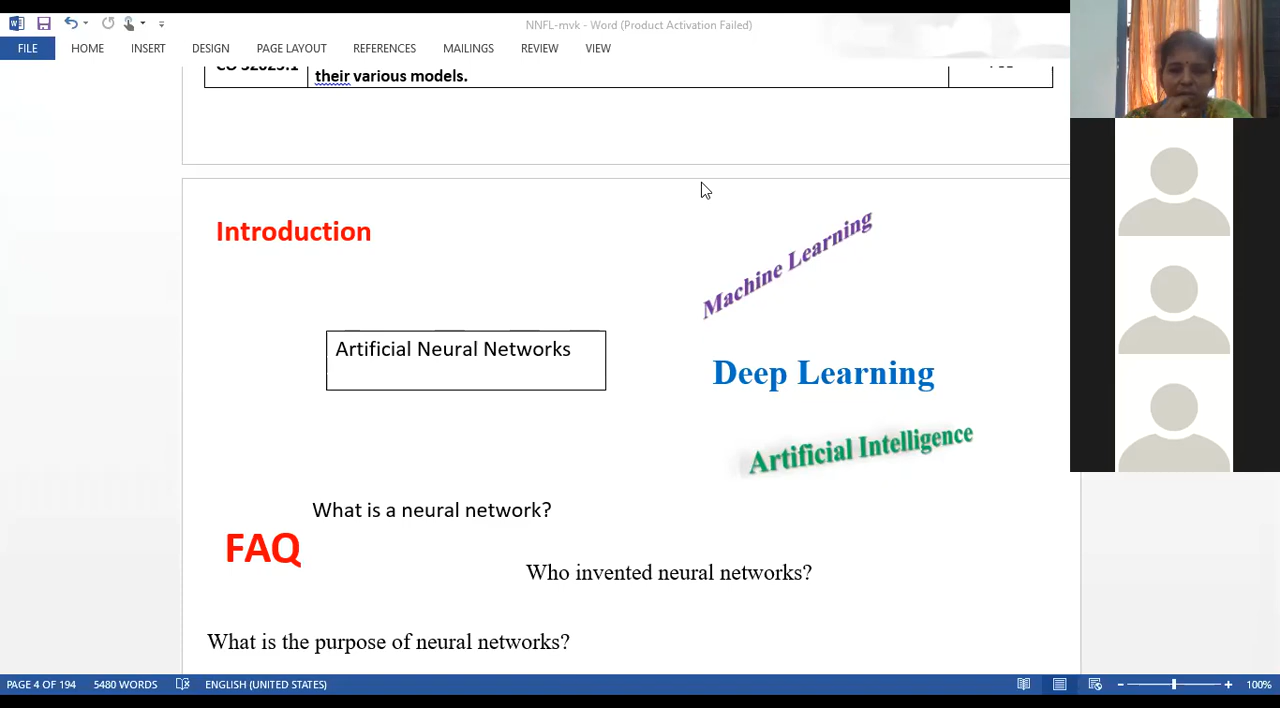 NNFL-mvk - Word (Product Activation Failed)
FILE HOME INSERT DESIGN PAGE LAYOUT REFERENCES MAILINGS REVIEW VIEW
their various models.
Introduction
Machine Learning
Artificial Neural Networks
Deep Learning
Artificial Intelligence
What is a neural network?
FAQ
Who invented neural networks?
What is the purpose of neural networks?
PAGE 4 OF 194 5480 WORDS ENGLISH (UNITED STATES) 100%